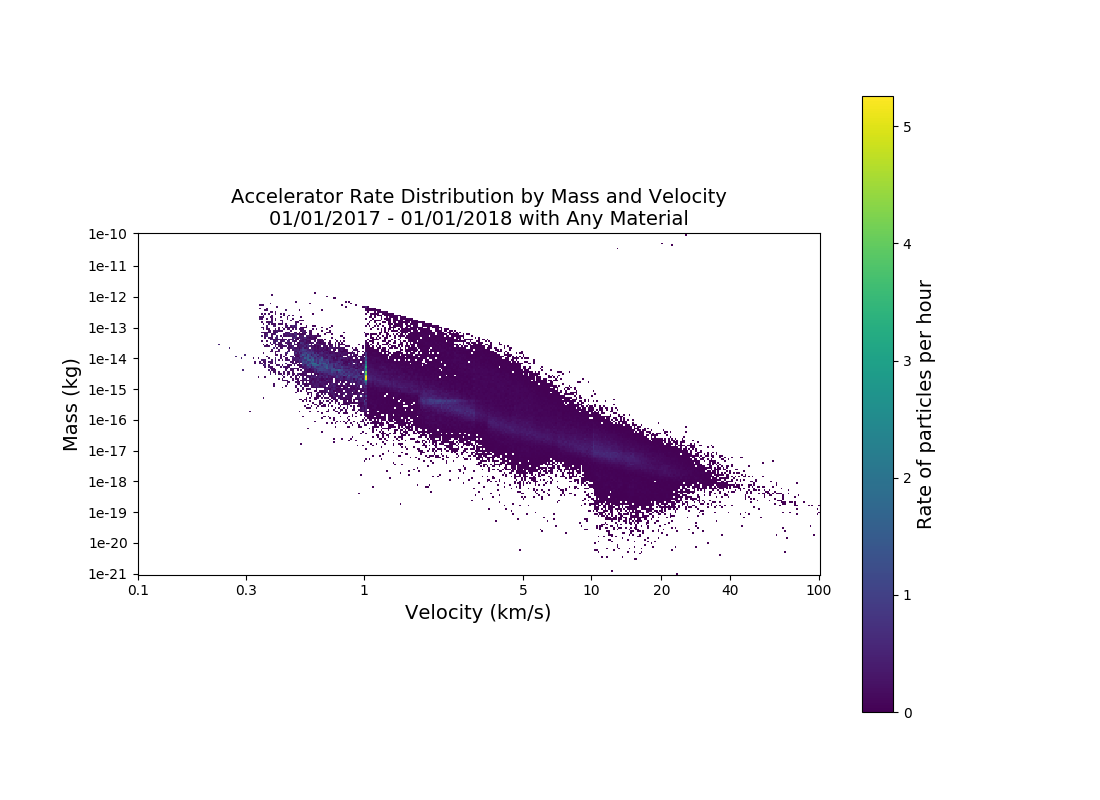 Accelerator Rate Distribution by Mass and Velocity
01/01/2017 - 01/01/2018 with Any Material
1e-10
1e-11
1e-12
1e-13
1e-14
1e-15
1e-16
1e-17
1e-18
1e-19
1e-20
1e-21
Mass (kg)
0.1 0.3 1 5 10 20 40 100
Velocity (km/s)
5
4
3
2
1
0
Rate of particles per hour